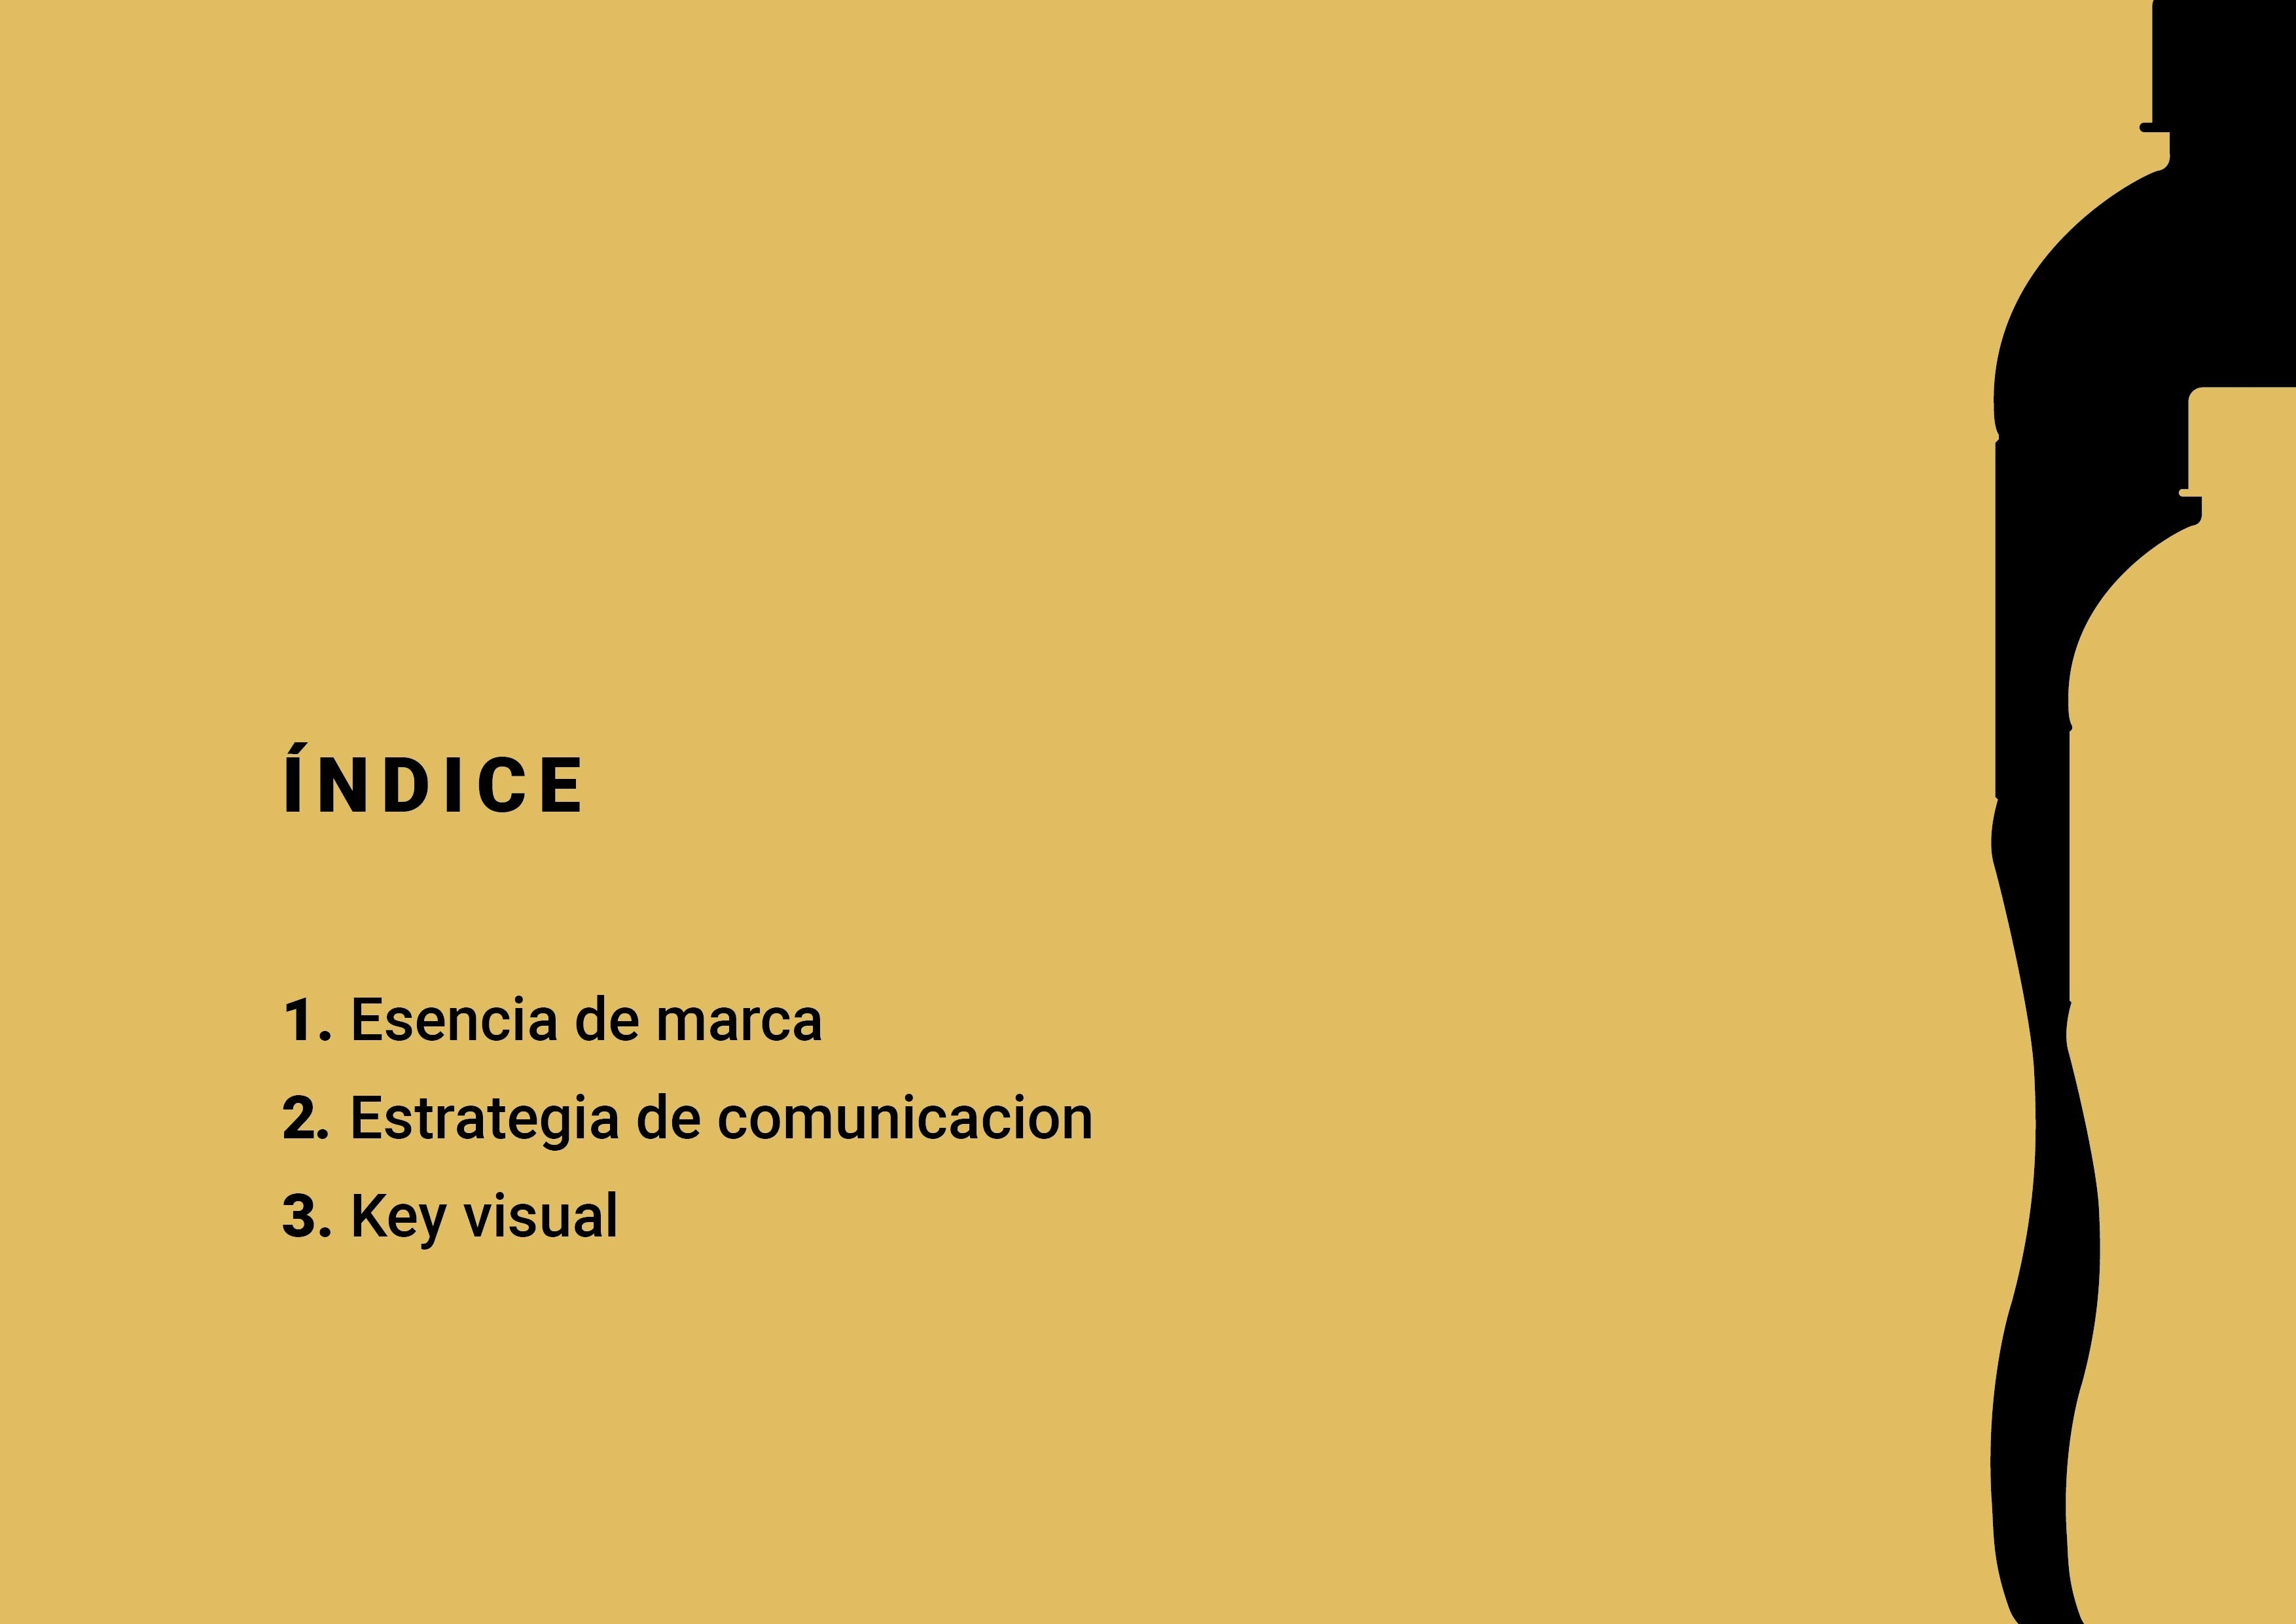 ÍNDICE
1. Esencia de marca
2. Estrategia de comunicacion
3. Key visual